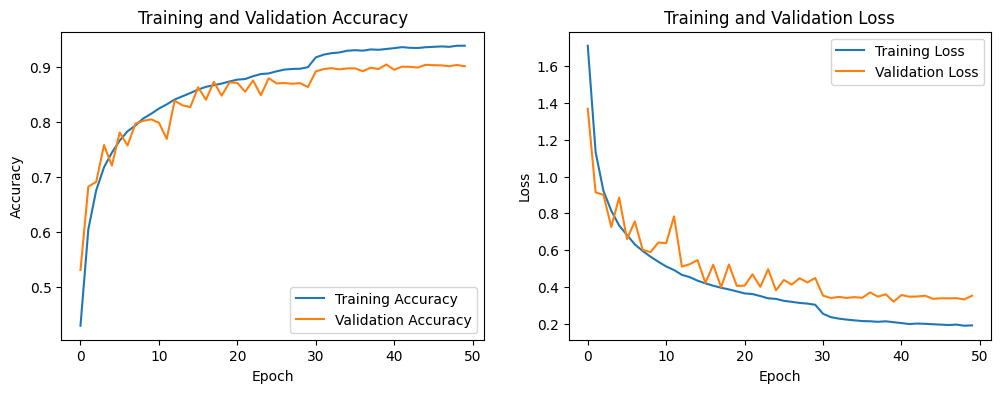 Training and Validation Accuracy
Accuracy
0.9
0.8
0.7
0.6
0.5
Training Accuracy
Validation Accuracy
0 10 20 30 40 50
Epoch
Training and Validation Loss
Loss
1.6
1.4
1.2
1.0
0.8
0.6
0.4
0.2
Training Loss
Validation Loss
0 10 20 30 40 50
Epoch